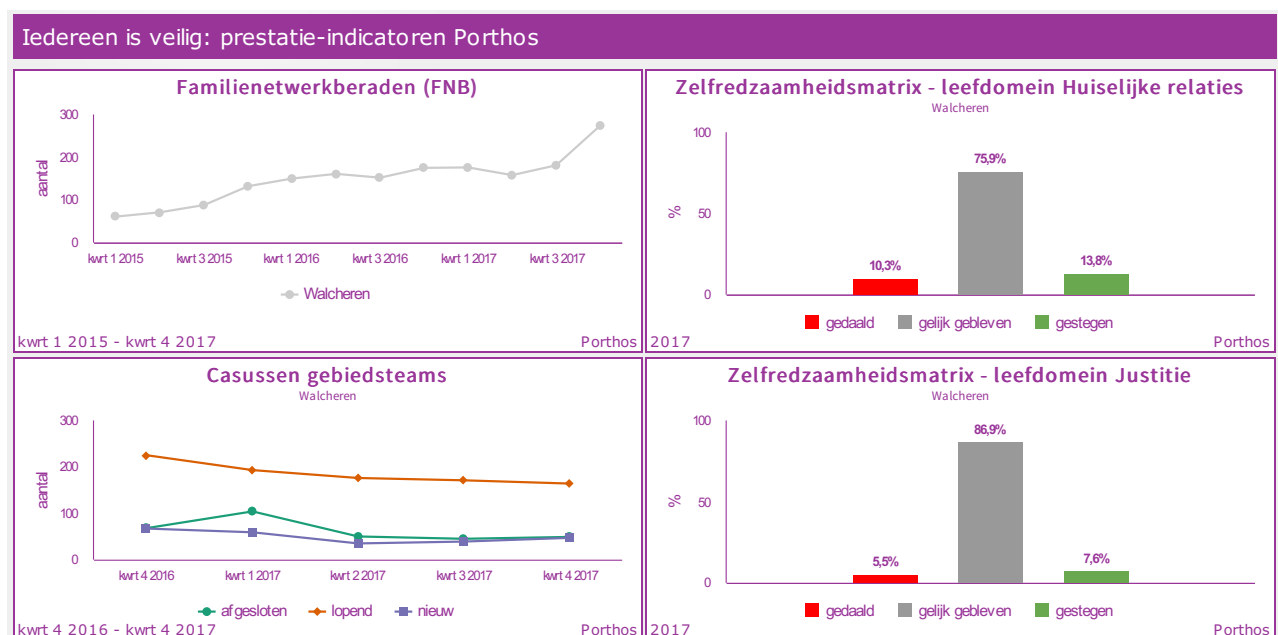 Iedereen is veilig: prestatie-indicatoren Porthos
Familienetwerkberaden (FNB)
300
200
100
0
aantal
kwrt 1 2015 kwrt 3 2015 kwrt 1 2016 kwrt 3 2016 kwrt 1 2017 kwrt 3 2017
Walcheren
kwrt 1 2015 - kwrt 4 2017 Porthos
Zelfredzaamheidsmatrix - leefdomein Huiselijke relaties
Walcheren
100
50
0
%
10,3% 75,9% 13,8%
gedaald gelijk gebleven gestegen
2017 Porthos
Casussen gebiedsteams
Walcheren
300
200
100
0
aantal
kwrt 4 2016 kwrt 1 2017 kwrt 2 2017 kwrt 3 2017 kwrt 4 2017
afgesloten lopend nieuw
kwrt 4 2016 - kwrt 4 2017 Porthos
Zelfredzaamheidsmatrix - leefdomein Justitie
Walcheren
100
50
0
%
5,5% 86,9% 7,6%
gedaald gelijk gebleven gestegen
2017 Porthos